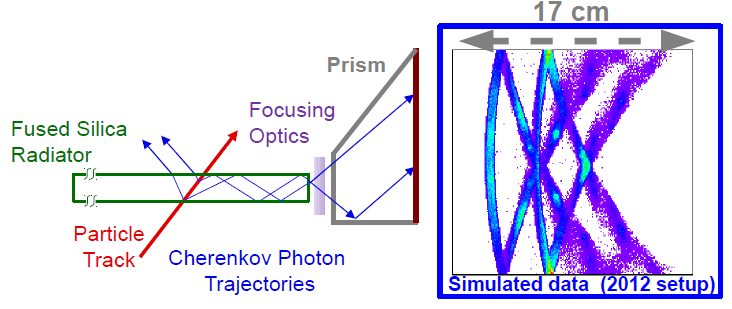 17 cm
Prism
Focusing
Optics
Fused Silica
Radiator
Particle
Track
Cherenkov Photon
Trajectories
Simulated data (2012 setup)